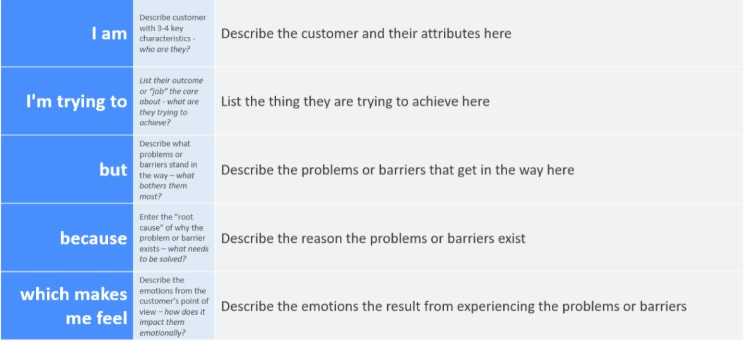 I am
Describe customer
with 3-4 key
characteristics -
who are they?
Describe the customer and their attributes here
I'm trying to
List their outcome
or "job" the care
about - what are
they trying to
achieve?
List the thing they are trying to achieve here
but
Describe what
problems or
barriers stand in
the way – what
bothers them
most?
Describe the problems or barriers that get in the way here
because
Enter the "root
cause" of why the
problem or barrier
exists – what needs
to be solved?
Describe the reason the problems or barriers exist
which makes
me feel
Describe the
emotions from the
customer's point of
view – how does it
impact them
emotionally?
Describe the emotions the result from experiencing the problems or barriers